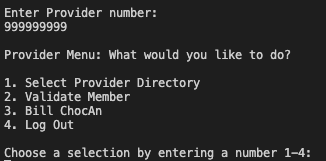 Enter Provider number:
999999999
Provider Menu: What would you like to do?
1. Select Provider Directory
2. Validate Member
3. Bill ChocAn
4. Log Out
Choose a selection by entering a number 1-4: